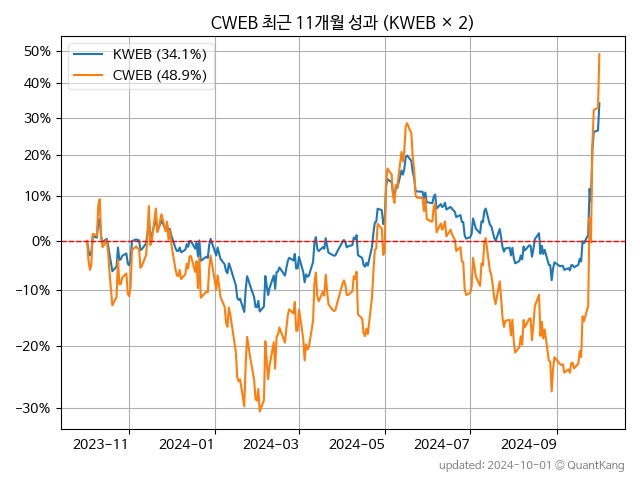 CWEB 최근 11개월 성과 (KWEB × 2)
KWEB (34.1%)
CWEB (48.9%)
50%
40%
30%
20%
10%
0%
−10%
−20%
−30%
2023-11 2024-01 2024-03 2024-05 2024-07 2024-09
updated: 2024-10-01 © QuantKang